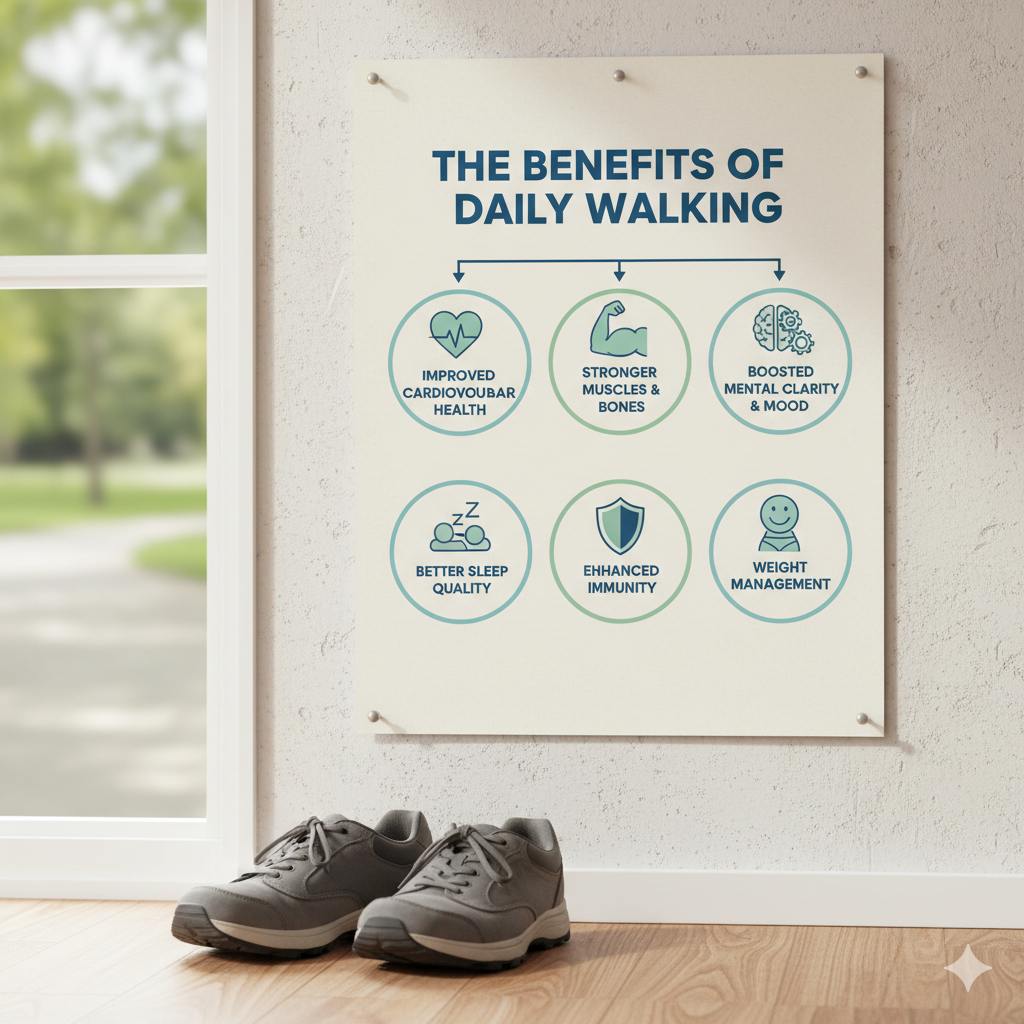 THE BENEFITS OF
DAILY WALKING
IMPROVED
CARDIOVOUBAR
HEALTH
STRONGER
MUSCLES &
BONES
BOOSTED
MENTAL CLARITY
& MOOD
zZ
BETTER SLEEP
QUALITY
EHHANCED
IMMUNITY
WEIGHT
MANAGEMENT